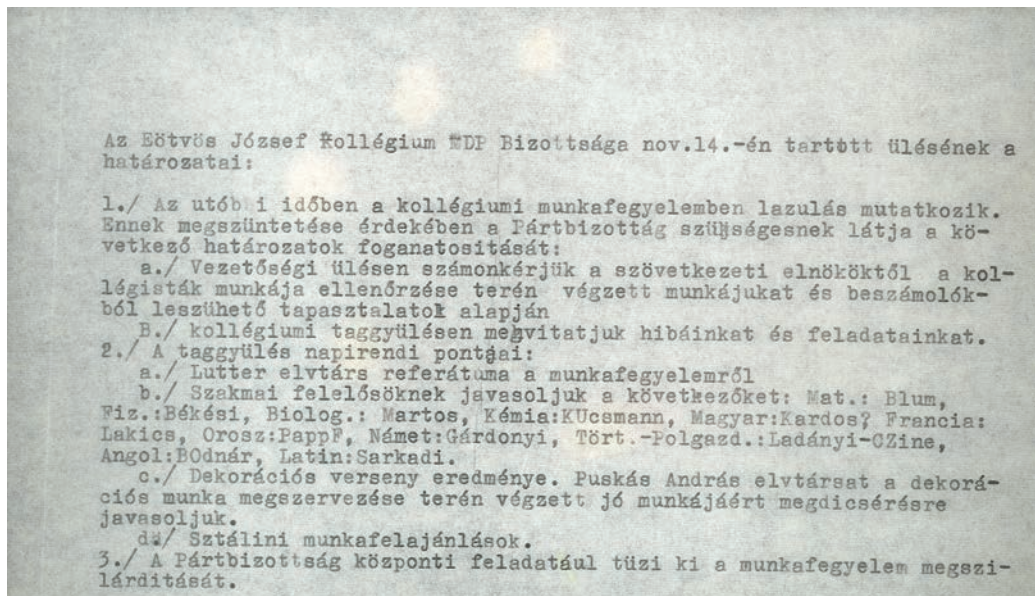 Az Eötvös József Kollégium MDP Bizottsága nov.14.-én tartott ülésének a
határozatai:
1./ Az utóbbi időben a kollégiumi munkafegyelemben lazulás mutatkozik.
Ennek megszüntetése érdekében a Pártbizottág szükségesnek látja a kö-
vetkező határozatok foganatositását:
a./ Vezetőségi ülésen számonkérjük a szövetkezeti elnököktől a kol-
légisták munkája ellenőrzése terén végzett munkájukat és beszámolók-
ból leszühető tapasztalatok alapján
B./ kollégiumi taggyülésen megvitatjuk hibáinkat és feladatainkat.
2./ A taggyülés napirendi pontjai:
a./ Lutter elvtárs referátuma a munkafegyelemről
b./ Szakmai felelősöknek javasoljuk a következőket: Mat.: Blum,
Fiz.:Békési, Biolog.: Martos, Kémia:KUcsmann, Magyar:Kardos? Francia:
Lakics, Orosz:PappF, Német:Gárdonyi, Tört.-Polgazd.:Ladányi-CZine,
Angol:BOdnár, Latin:Sarkadi.
c./ Dekorációs verseny eredménye. Puskás András elvtársat a dekorá-
ciós munka megszervezése terén végzett jó munkájáért megdicsérésre
javasoljuk.
d./ Sztálini munkafelajánlások.
3./ A Pártbizottság központi feladatául tüzi ki a munkafegyelem megszi-
lárditását.